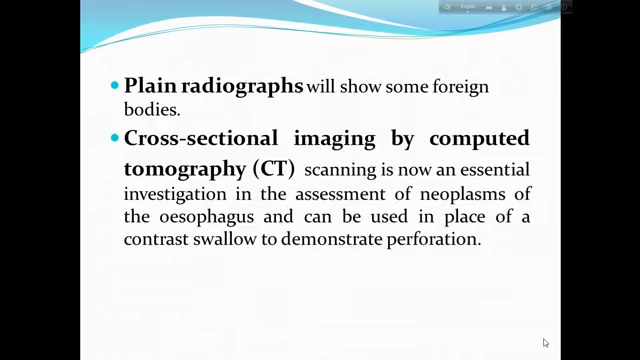 English
Plain radiographs will show some foreign
bodies.
Cross-sectional imaging by computed
tomography (CT) scanning is now an essential
investigation in the assessment of neoplasms of
the oesophagus and can be used in place of a
contrast swallow to demonstrate perforation.